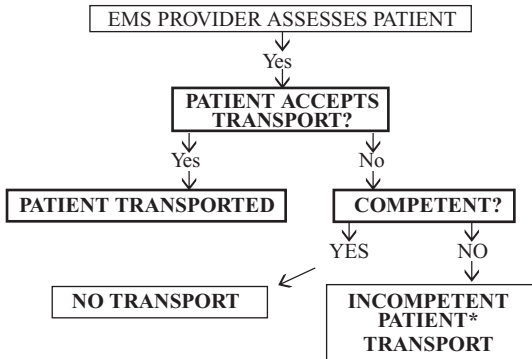 EMS PROVIDER ASSESSES PATIENT
Yes
PATIENT ACCEPTS
TRANSPORT?
Yes
No
PATIENT TRANSPORTED
COMPETENT?
YES
NO
NO TRANSPORT
INCOMPETENT
PATIENT*
TRANSPORT